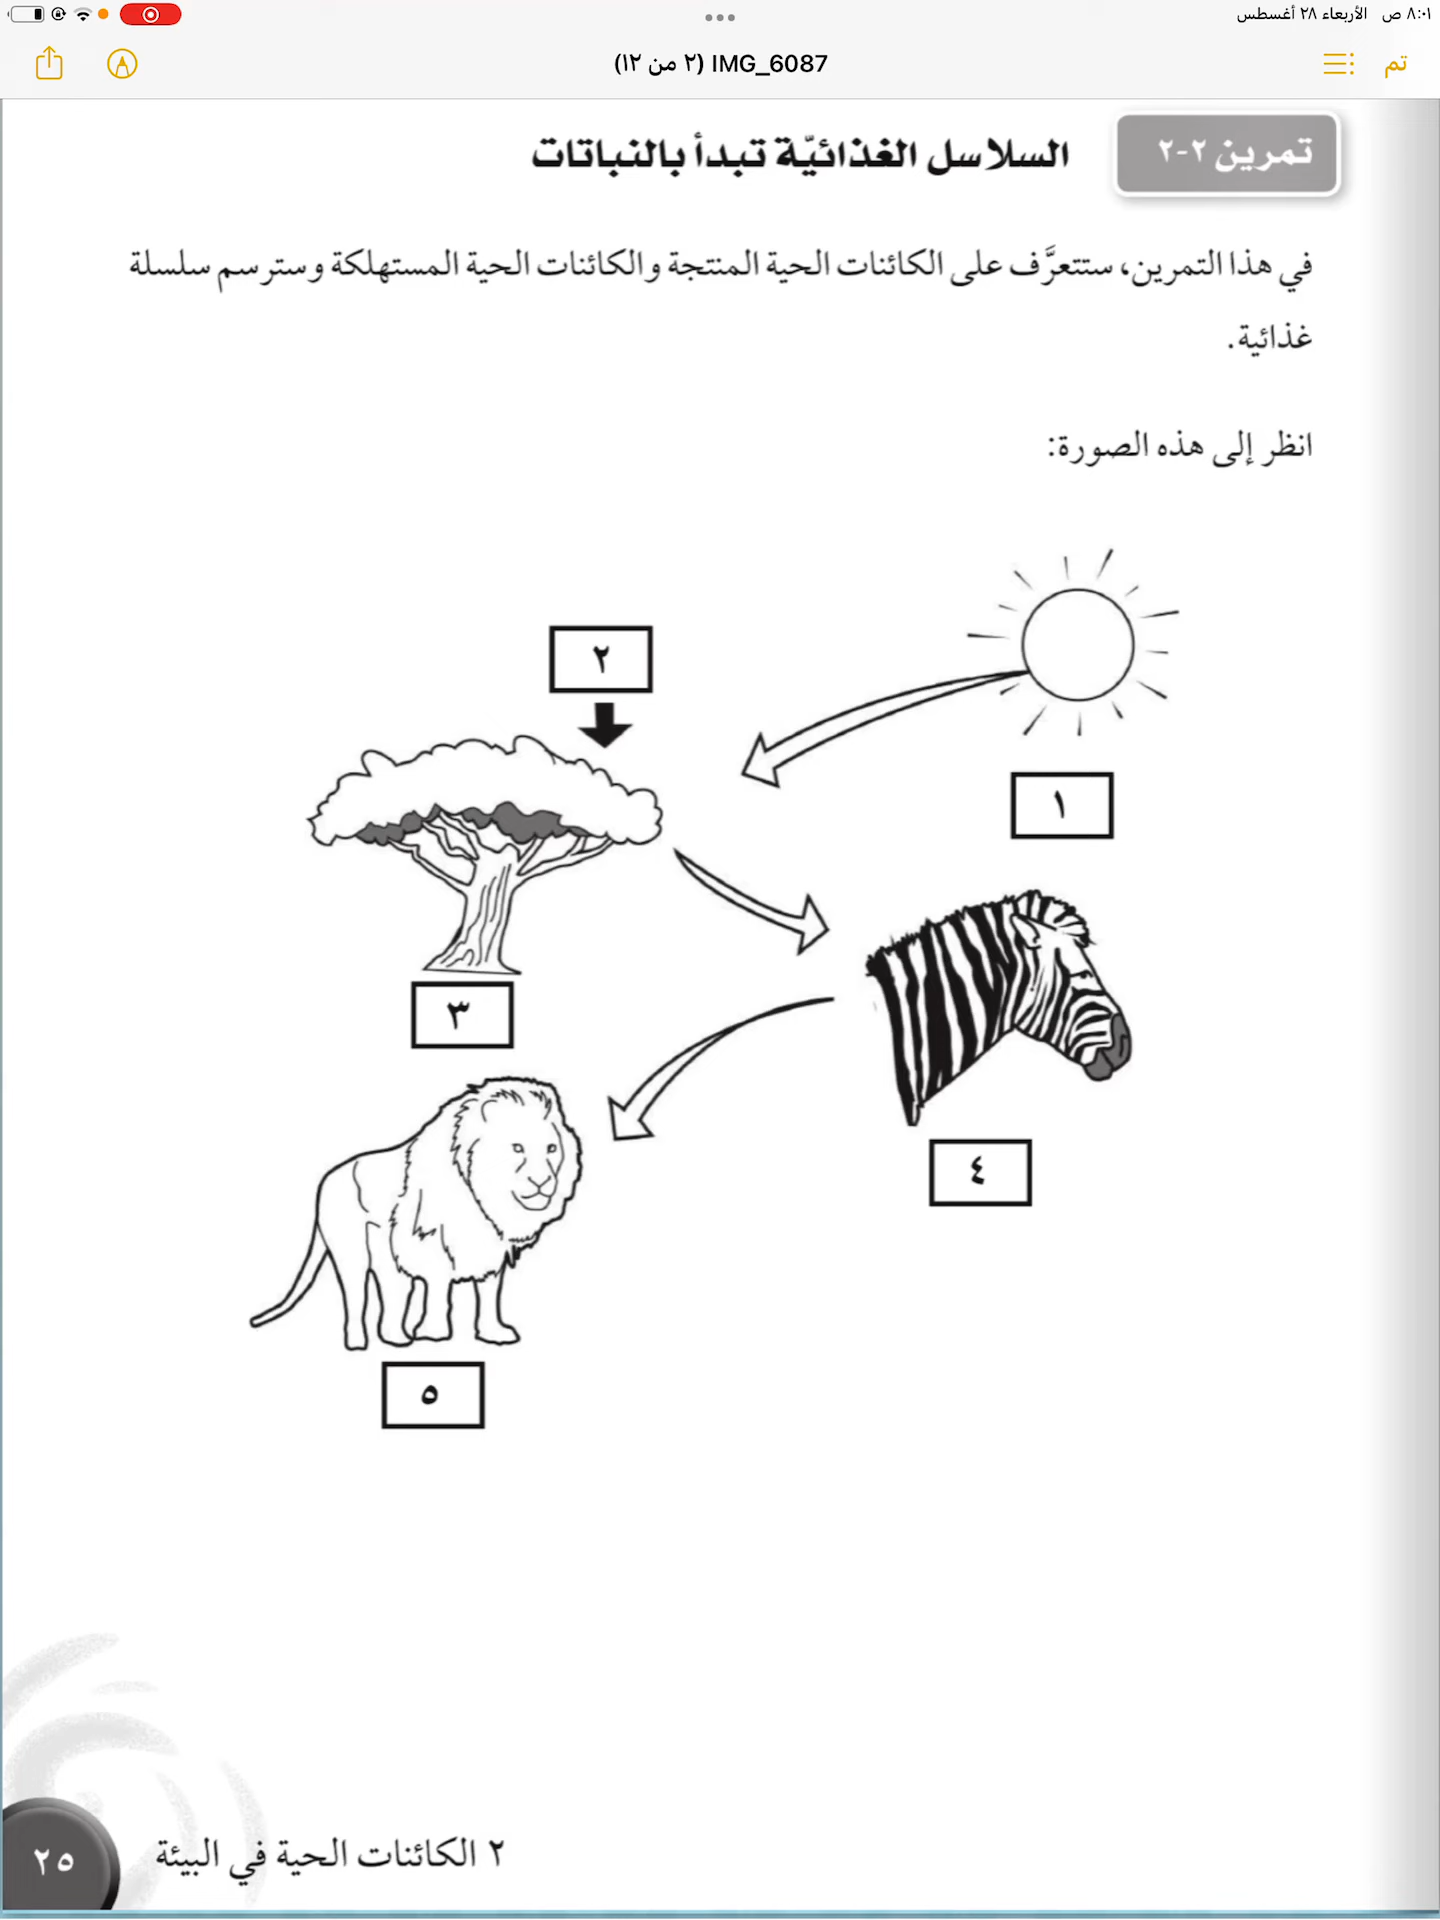 ٨:٠١ ص الأربعاء ٢٨ أغسطس
تم
IMG_6087 (٢ من ١٢)
تمرين ٢-٢
السلاسل الغذائيّة تبدأ بالنباتات
في هذا التمرين، ستتعرَّف على الكائنات الحية المنتجة والكائنات الحية المستهلكة وسترسم سلسلة
غذائية.
انظر إلى هذه الصورة:
٢
١
٣
٤
٥
٢ الكائنات الحية في البيئة
٢٥